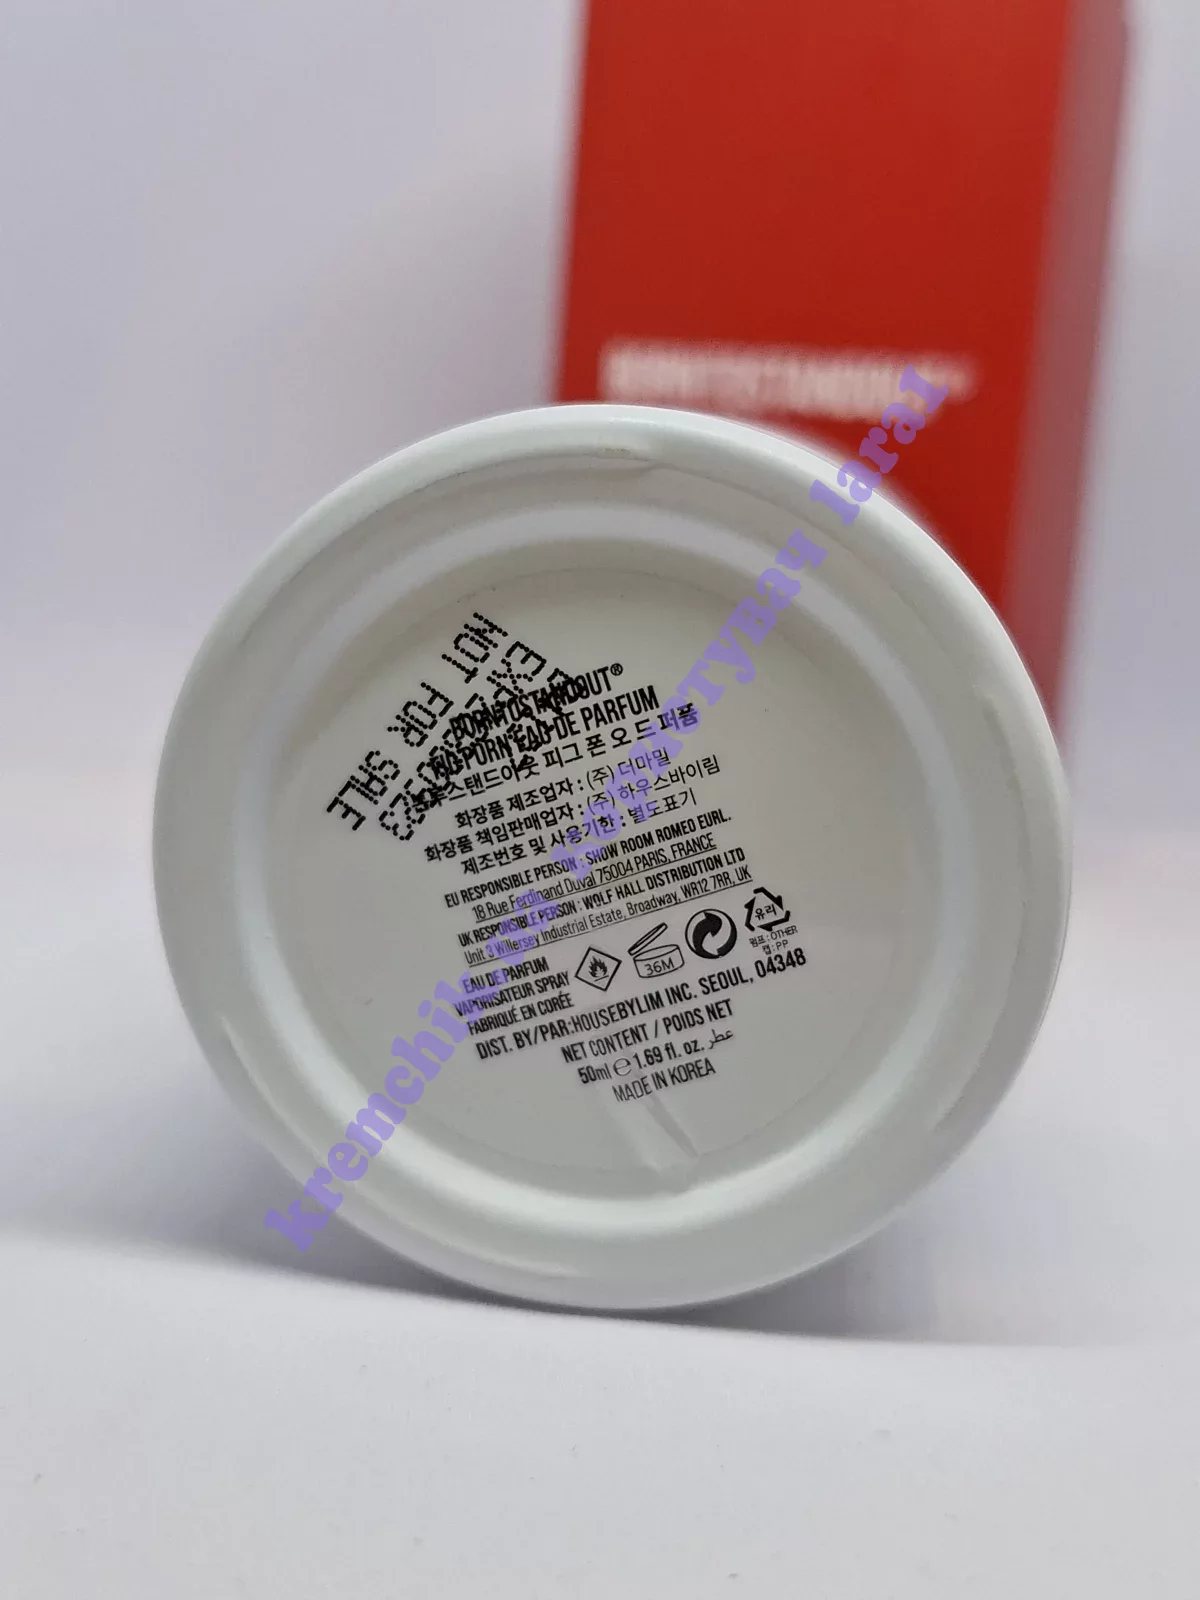 BORNTOSTANDOUT®
FIG PORN EAU DE PARFUM
본투스탠드아웃 피그 폰 오 드 퍼퓸
화장품 제조업자 : (주) 더마밀
화장품 책임판매업자 : (주) 하우스바이림
제조번호 및 사용기한 : 별도표기
EU RESPONSIBLE PERSON : SHOW ROOM ROMEO EURL.
18 Rue Ferdinand Duval 75004 PARIS, FRANCE
UK RESPONSIBLE PERSON : WOLF HALL DISTRIBUTION LTD
Unit 3 Willersey Industrial Estate, Broadway, WR12 7RR, UK
EAU DE PARFUM
VAPORISATEUR SPRAY
FABRIQUÉ EN CORÉE
36M
유리
펌프 : OTHER
캡 : PP
DIST. BY/PAR:HOUSEBYLIM INC. SEOUL, 04348
NET CONTENT / POIDS NET
50ml ℮ 1.69 fl. oz. عطر
MADE IN KOREA
NOT FOR SALE
EXP
kremchik.ua laral